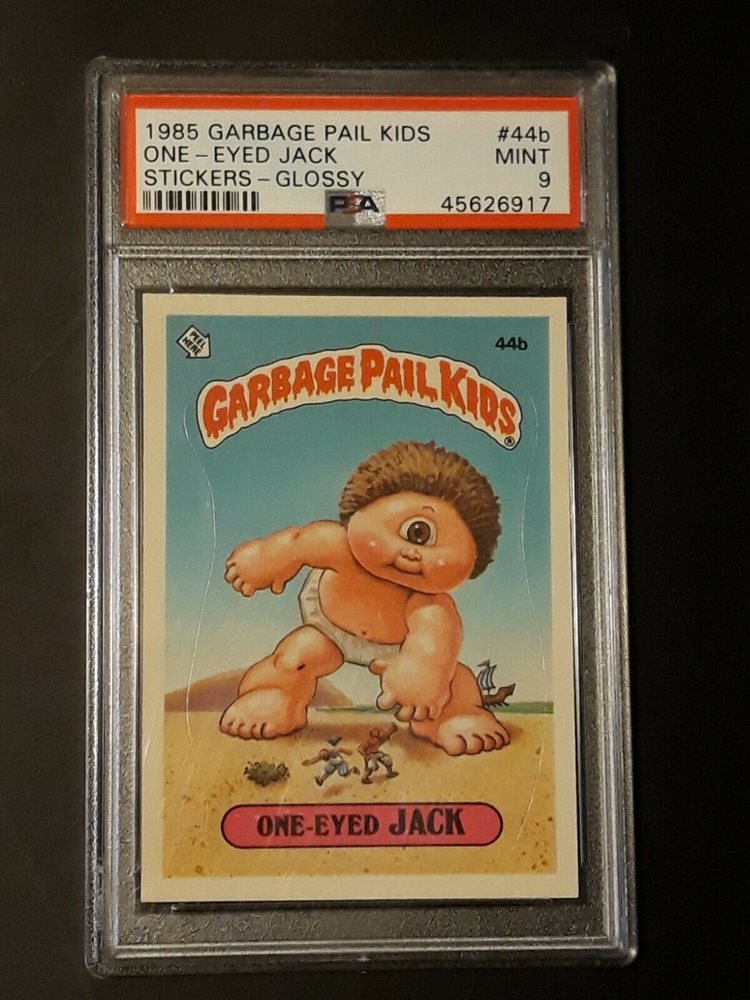 1985 GARBAGE PAIL KIDS #44b
ONE-EYED JACK MINT
STICKERS-GLOSSY 9
PSA 45626917
PEEL HERE
44b
GARBAGE PAIL KIDS®
ONE-EYED JACK